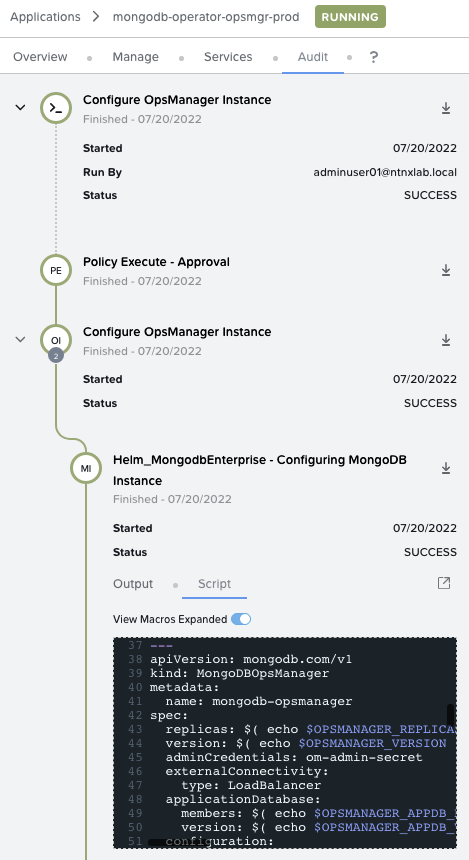 Applications > mongodb-operator-opsmgr-prod RUNNING
Overview Manage Services Audit ?
Configure OpsManager Instance
Finished - 07/20/2022
Started 07/20/2022
Run By adminuser01@ntnxlab.local
Status SUCCESS
PE Policy Execute - Approval
Finished - 07/20/2022
OI Configure OpsManager Instance
2 Finished - 07/20/2022
Started 07/20/2022
Status SUCCESS
MI Helm_MongodbEnterprise - Configuring MongoDB
Instance
Finished - 07/20/2022
Started 07/20/2022
Status SUCCESS
Output Script
View Macros Expanded
37 ---
38 apiVersion: mongodb.com/v1
39 kind: MongoDBOpsManager
40 metadata:
41   name: mongodb-opsmanager
42 spec:
43   replicas: $( echo $OPSMANAGER_REPLICA
44   version: $( echo $OPSMANAGER_VERSION
45   adminCredentials: om-admin-secret
46   externalConnectivity:
47     type: LoadBalancer
48   applicationDatabase:
49     members: $( echo $OPSMANAGER_APPDB_
50     version: $( echo $OPSMANAGER_APPDB_
51   configuration: